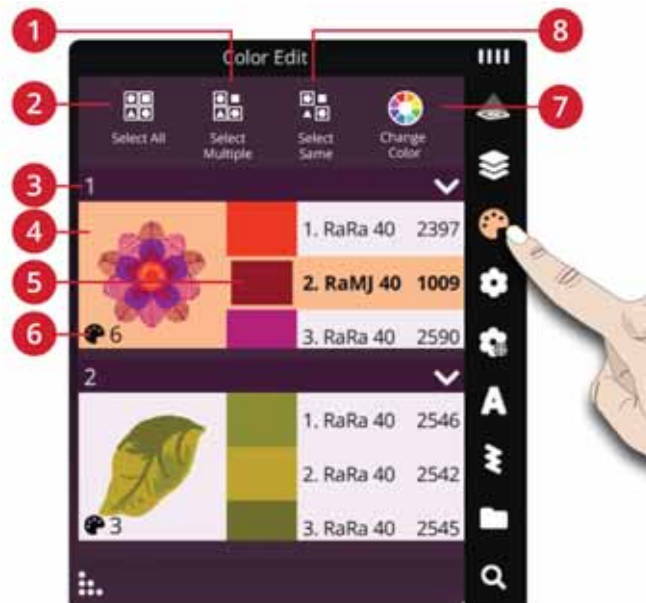 1
8
Color Edit
2
7
Select All
Select Multiple
Select Same
Change Color
3
1
4
1. RaRa 40 2397
5
2. RaMJ 40 1009
6
6
3. RaRa 40 2590
2
1. RaRa 40 2546
2. RaRa 40 2542
3
3. RaRa 40 2545
A